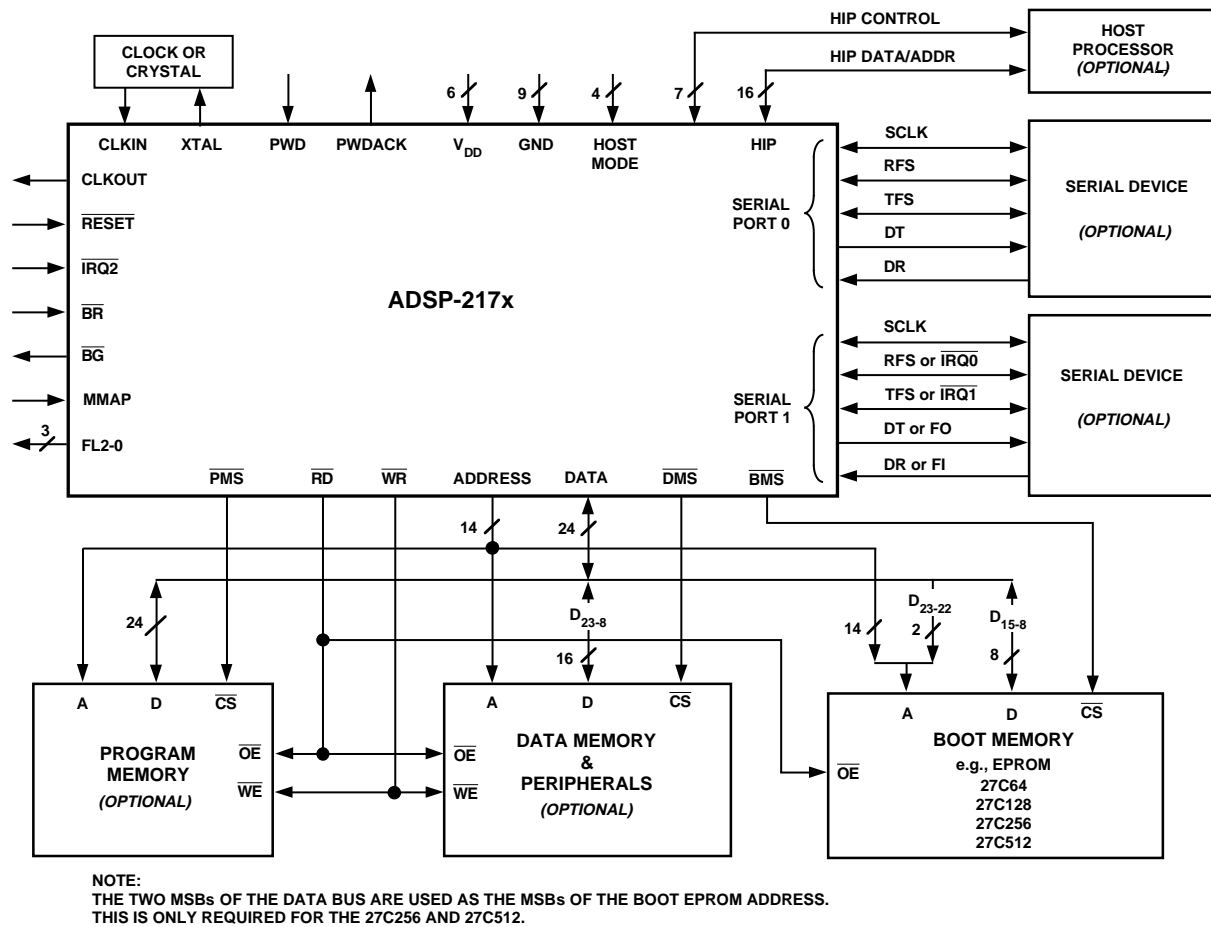 HIP CONTROL
HOST
PROCESSOR
(OPTIONAL)
HIP DATA/ADDR
CLOCK OR
CRYSTAL
6
9
4
7
16
CLKIN
XTAL
PWD
PWDACK
VDD
GND
HOST
MODE
HIP
CLKOUT
RESET
IRQ2
BR
BG
MMAP
3
FL2-0
ADSP-217x
SERIAL
PORT 0
SCLK
RFS
TFS
DT
DR
SERIAL DEVICE
(OPTIONAL)
SERIAL
PORT 1
SCLK
RFS or IRQ0
TFS or IRQ1
DT or FO
DR or FI
SERIAL DEVICE
(OPTIONAL)
PMS
RD
WR
ADDRESS
DATA
DMS
BMS
14
24
24
D23-8
16
14
D23-22
2
D15-8
8
A
D
CS
PROGRAM
MEMORY
(OPTIONAL)
OE
WE
A
D
CS
OE
WE
DATA MEMORY
&
PERIPHERALS
(OPTIONAL)
A
D
CS
OE
BOOT MEMORY
e.g., EPROM
27C64
27C128
27C256
27C512
NOTE:
THE TWO MSBs OF THE DATA BUS ARE USED AS THE MSBs OF THE BOOT EPROM ADDRESS.
THIS IS ONLY REQUIRED FOR THE 27C256 AND 27C512.